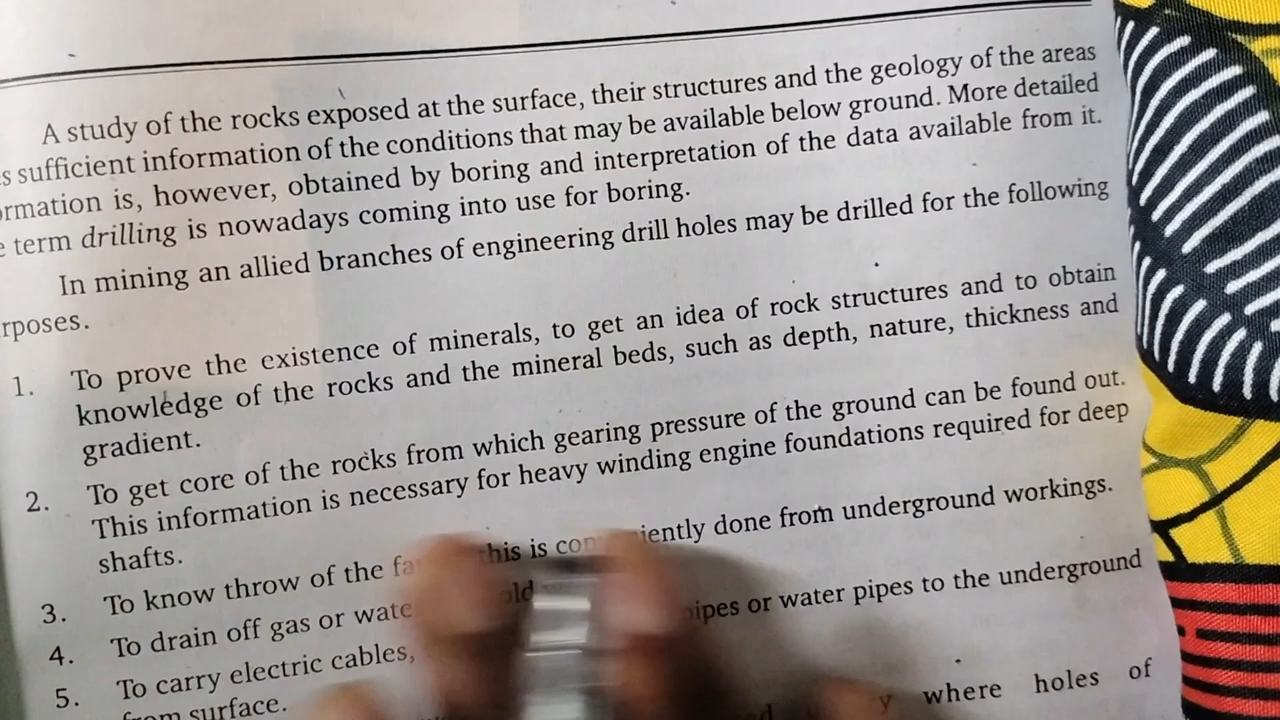 A study of the rocks exposed at the surface, their structures and the geology of the areas
sufficient information of the conditions that may be available below ground. More detailed
is, however, obtained by boring and interpretation of the data available from it.
term drilling is nowadays coming into use for boring.
In mining an allied branches of engineering drill holes may be drilled for the following
1. To prove the existence of minerals, to get an idea of rock structures and to obtain
knowledge of the rocks and the mineral beds, such as depth, nature, thickness and
gradient.
2. To get core of the rocks from which gearing pressure of the ground can be found out.
This information is necessary for heavy winding engine foundations required for deep
shafts.
3. To know throw of the this is done from underground workings.
4. To drain off gas or
5. To carry electric cables, pipes or water pipes to the underground
surface.
where holes of